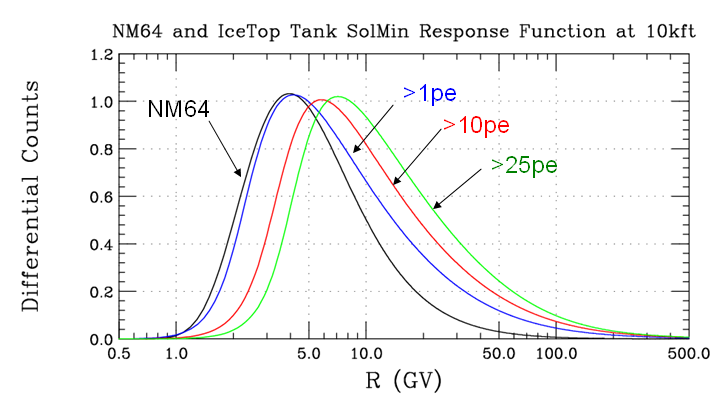 NM64 and IceTop Tank SolMin Response Function at 10kft
Differential Counts
1.2
1.0
0.8
0.6
0.4
0.2
0.0
NM64
>1pe
>10pe
>25pe
0.5
1.0
5.0
10.0
50.0
100.0
500.0
R (GV)